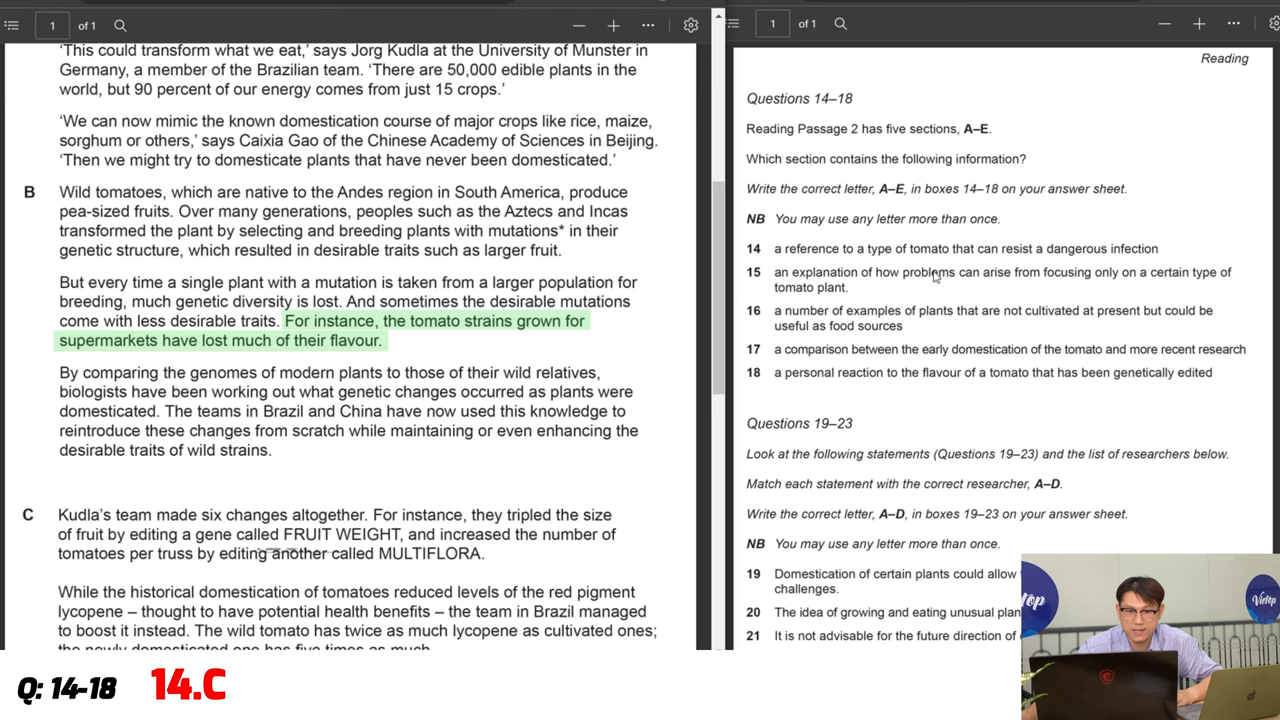 1 of 1
'This could transform what we eat,' says Jorg Kudla at the University of Munster in
Germany, a member of the Brazilian team. 'There are 50,000 edible plants in the
world, but 90 percent of our energy comes from just 15 crops.'
'We can now mimic the known domestication course of major crops like rice, maize,
sorghum or others,' says Caixia Gao of the Chinese Academy of Sciences in Beijing.
'Then we might try to domesticate plants that have never been domesticated.'
B Wild tomatoes, which are native to the Andes region in South America, produce
pea-sized fruits. Over many generations, peoples such as the Aztecs and Incas
transformed the plant by selecting and breeding plants with mutations* in their
genetic structure, which resulted in desirable traits such as larger fruit.
But every time a single plant with a mutation is taken from a larger population for
breeding, much genetic diversity is lost. And sometimes the desirable mutations
come with less desirable traits. For instance, the tomato strains grown for
supermarkets have lost much of their flavour.
By comparing the genomes of modern plants to those of their wild relatives,
biologists have been working out what genetic changes occurred as plants were
domesticated. The teams in Brazil and China have now used this knowledge to
reintroduce these changes from scratch while maintaining or even enhancing the
desirable traits of wild strains.
C Kudla's team made six changes altogether. For instance, they tripled the size
of fruit by editing a gene called FRUIT WEIGHT, and increased the number of
tomatoes per truss by editing another called MULTIFLORA.
While the historical domestication of tomatoes reduced levels of the red pigment
lycopene – thought to have potential health benefits – the team in Brazil managed
to boost it instead. The wild tomato has twice as much lycopene as cultivated ones;
the newly domesticated one has five times as much.
1 of 1
Reading
Questions 14–18
Reading Passage 2 has five sections, A–E.
Which section contains the following information?
Write the correct letter, A–E, in boxes 14–18 on your answer sheet.
NB You may use any letter more than once.
14 a reference to a type of tomato that can resist a dangerous infection
15 an explanation of how problems can arise from focusing only on a certain type of
tomato plant.
16 a number of examples of plants that are not cultivated at present but could be
useful as food sources
17 a comparison between the early domestication of the tomato and more recent research
18 a personal reaction to the flavour of a tomato that has been genetically edited
Questions 19–23
Look at the following statements (Questions 19–23) and the list of researchers below.
Match each statement with the correct researcher, A–D.
Write the correct letter, A–D, in boxes 19–23 on your answer sheet.
NB You may use any letter more than once.
19 Domestication of certain plants could allow
challenges.
20 The idea of growing and eating unusual plan
21 It is not advisable for the future direction of
Q: 14-18 14.C
Top
VieTop